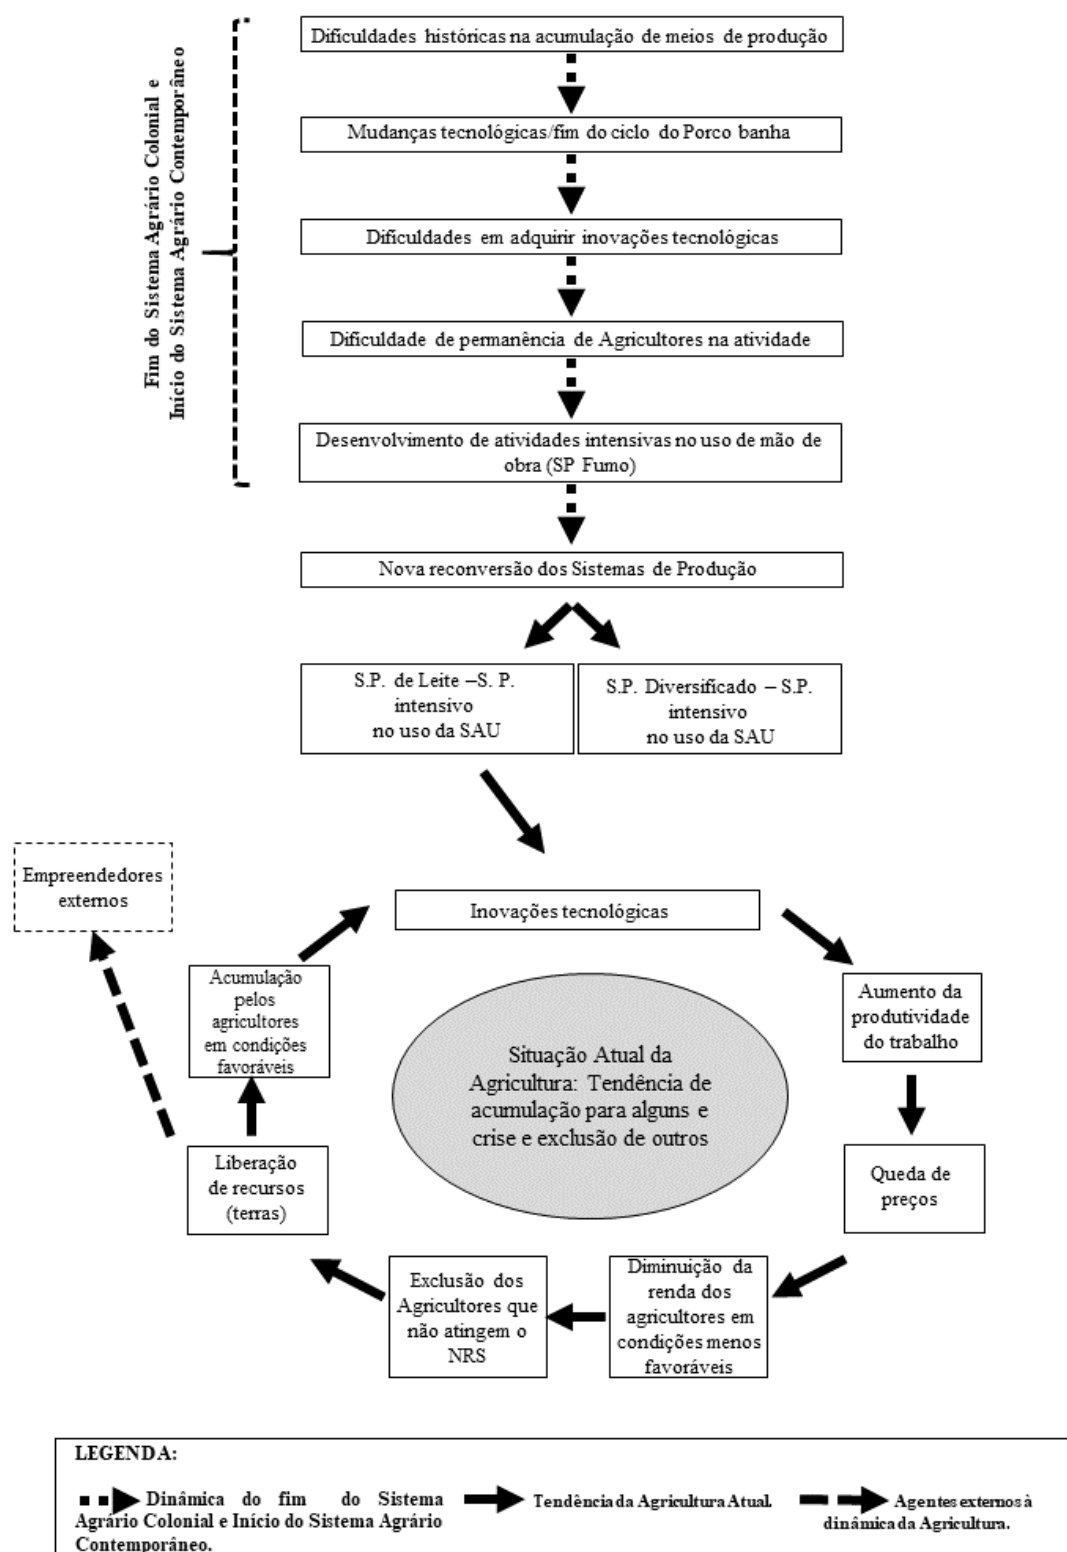 Dificuldades históricas na acumulação de meios de produção
Fim do Sistema Agrário Colonial e
Início do Sistema Agrário Contemporâneo
Mudanças tecnológicas/fim do ciclo do Porco banha
Dificuldades em adquirir inovações tecnológicas
Dificuldade de permanência de Agricultores na atividade
Desenvolvimento de atividades intensivas no uso de mão de
obra (SP Fumo)
Nova reconversão dos Sistemas de Produção
S.P. de Leite –S. P.
intensivo
no uso da SAU
S.P. Diversificado – S.P.
intensivo
no uso da SAU
Empreendedores
externos
Inovações tecnológicas
Acumulação
pelos
agricultores
em condições
favoráveis
Aumento da
produtividade
do trabalho
Situação Atual da
Agricultura: Tendência de
acumulação para alguns e
crise e exclusão de outros
Liberação
de recursos
(terras)
Queda de
preços
Exclusão dos
Agricultores que
não atingem o
NRS
Diminuição da
renda dos
agricultores em
condições menos
favoráveis
LEGENDA:
Dinâmica do fim do Sistema
Agrário Colonial e Início do Sistema Agrário
Contemporâneo.
Tendência da Agricultura Atual.
Agentes externos à
dinâmica da Agricultura.